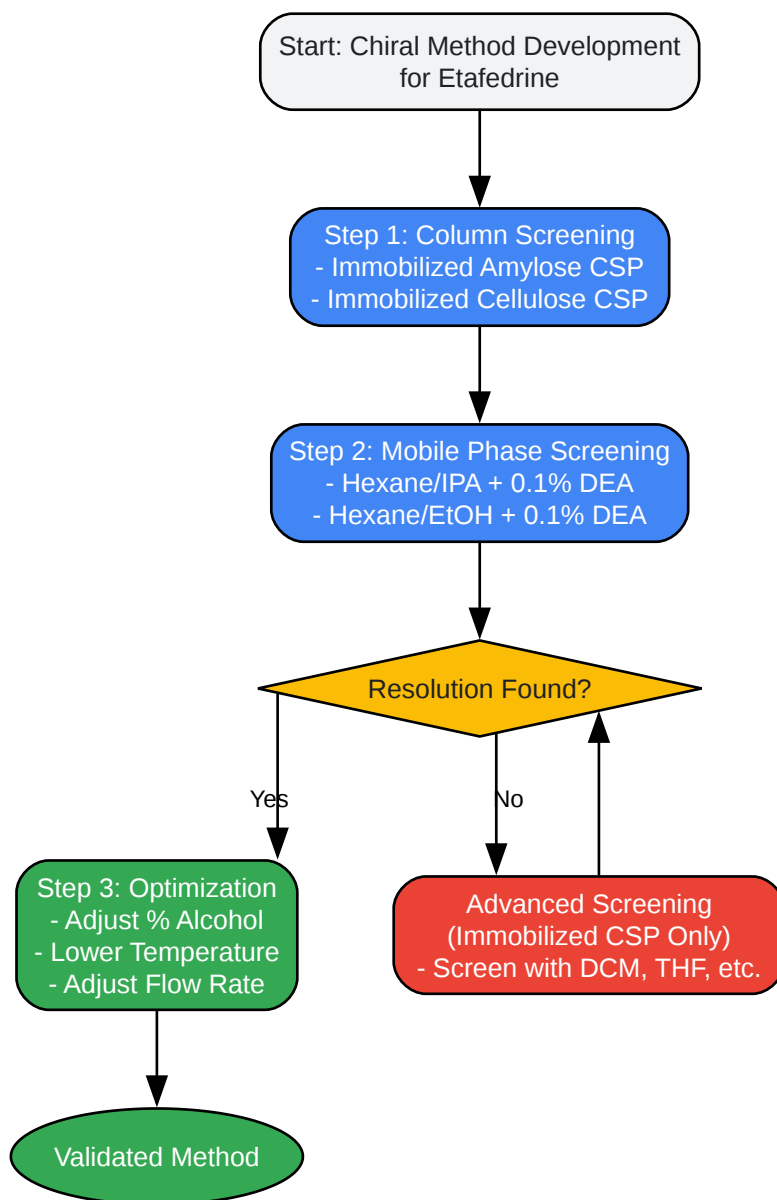 Start: Chiral Method Development
for Etafedrine
Step 1: Column Screening
- Immobilized Amylose CSP
- Immobilized Cellulose CSP
Step 2: Mobile Phase Screening
- Hexane/IPA + 0.1% DEA
- Hexane/EtOH + 0.1% DEA
Resolution Found?
Yes
No
Step 3: Optimization
- Adjust % Alcohol
- Lower Temperature
- Adjust Flow Rate
Advanced Screening
(Immobilized CSP Only)
- Screen with DCM, THF, etc.
Validated Method